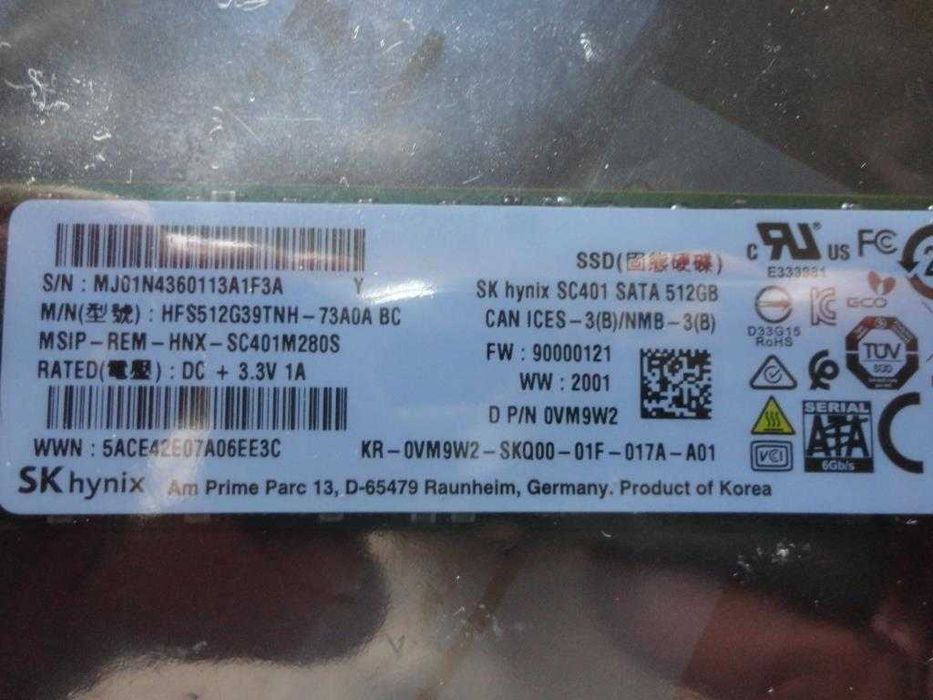 S/N : MJ01N4360113A1F3A Y
M/N(型號) : HFS512G39TNH-73A0A BC
MSIP-REM-HNX-SC401M280S
RATED(電壓) : DC + 3.3V 1A
WWN : 5ACE42E07A06EE3C
SSD(固態硬碟)
SK hynix SC401 SATA 512GB
CAN ICES-3(B)/NMB-3(B)
FW : 90000121
WW : 2001
D P/N 0VM9W2
KR-0VM9W2-SKQ00-01F-017A-A01
SK hynix Am Prime Parc 13, D-65479 Raunheim, Germany. Product of Korea
C US FC
ECO
D33G15
RoHS
TÜV
VCI
SERIAL
ATA
6Gb/s